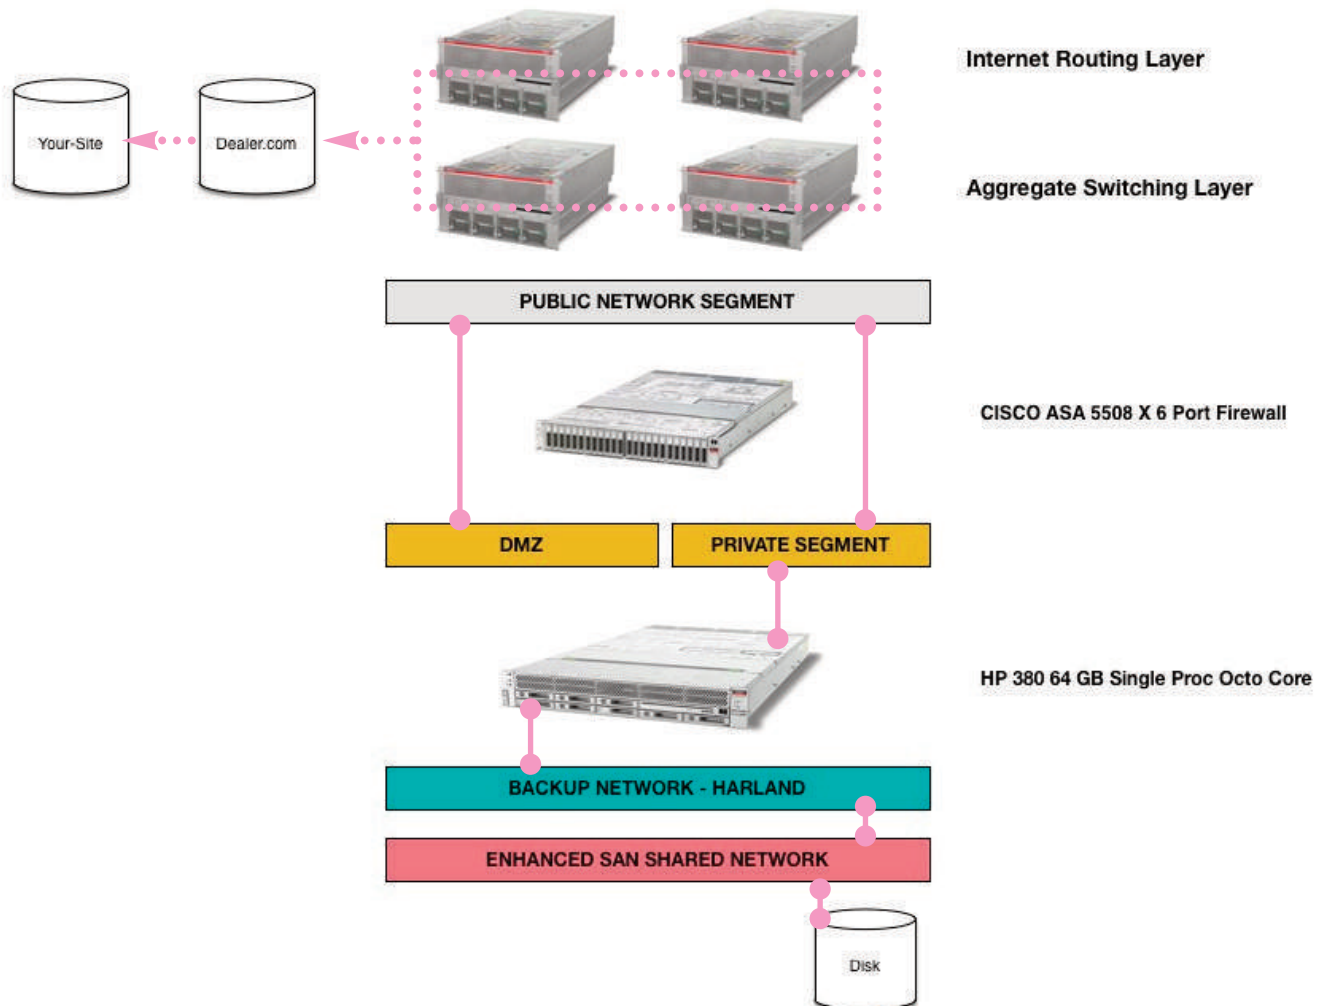 Internet Routing Layer
Your-Site
Dealer.com
Aggregate Switching Layer
PUBLIC NETWORK SEGMENT
CISCO ASA 5508 X 6 Port Firewall
DMZ
PRIVATE SEGMENT
HP 380 64 GB Single Proc Octo Core
BACKUP NETWORK - HARLAND
ENHANCED SAN SHARED NETWORK
Disk